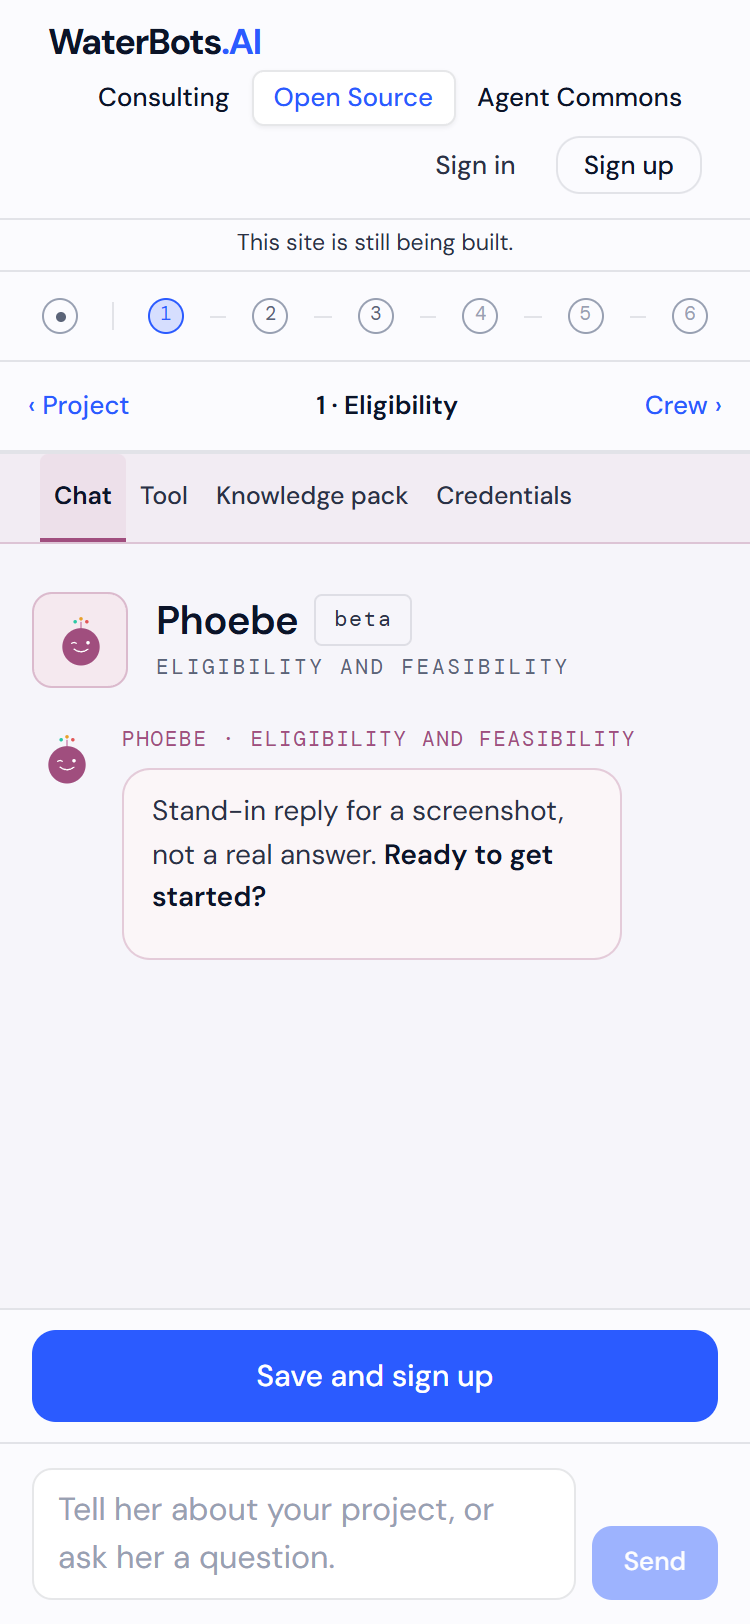 WaterBots.AI
Consulting Open Source Agent Commons
Sign in Sign up
This site is still being built.
1 2 3 4 5 6
‹ Project 1 · Eligibility Crew ›
Chat Tool Knowledge pack Credentials
Phoebe beta
ELIGIBILITY AND FEASIBILITY
PHOEBE · ELIGIBILITY AND FEASIBILITY
Stand-in reply for a screenshot,
not a real answer. Ready to get
started?
Save and sign up
Tell her about your project, or
ask her a question.
Send